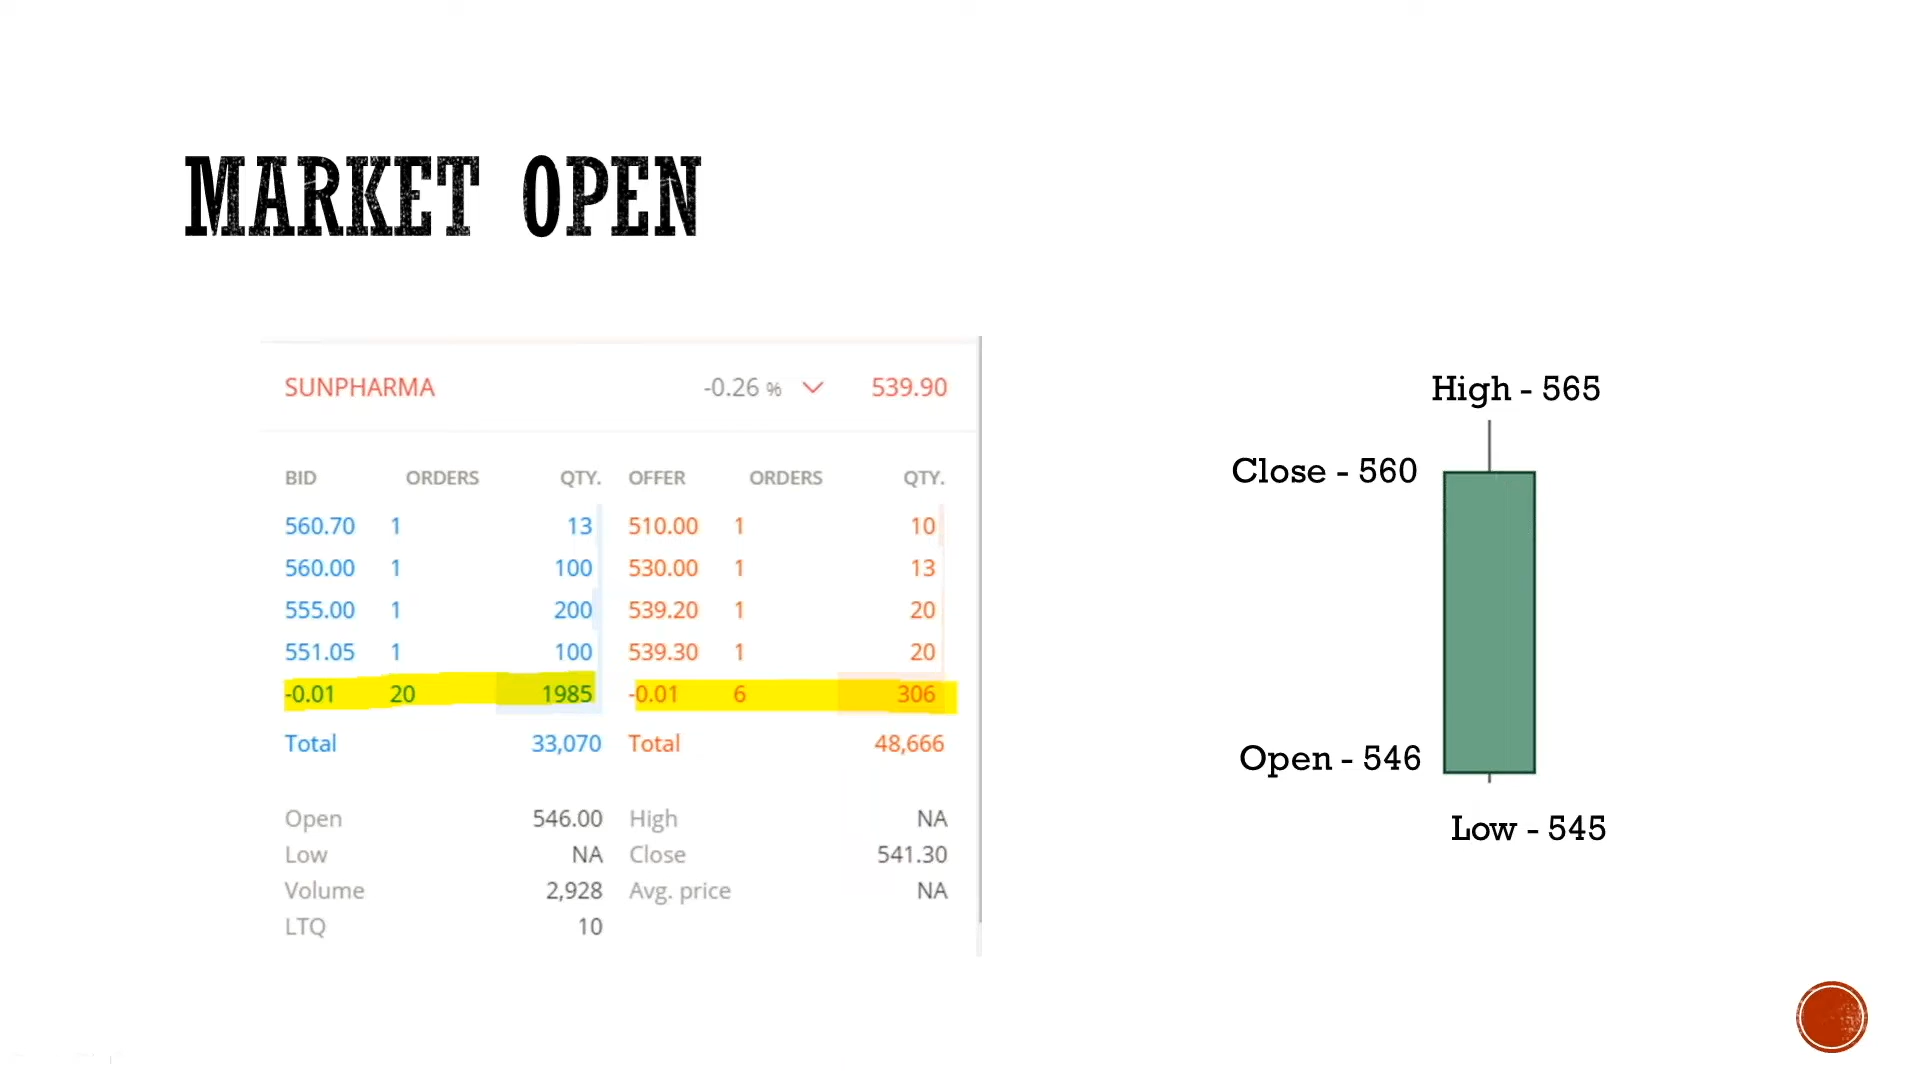 MARKET OPEN
SUNPHARMA -0.26 % 539.90
BID ORDERS QTY. OFFER ORDERS QTY.
560.70 1 13 510.00 1 10
560.00 1 100 530.00 1 13
555.00 1 200 539.20 1 20
551.05 1 100 539.30 1 20
-0.01 20 1985 -0.01 6 306
Total 33,070 Total 48,666
Open 546.00 High NA
Low NA Close 541.30
Volume 2,928 Avg. price NA
LTQ 10
High - 565
Close - 560
Open - 546
Low - 545